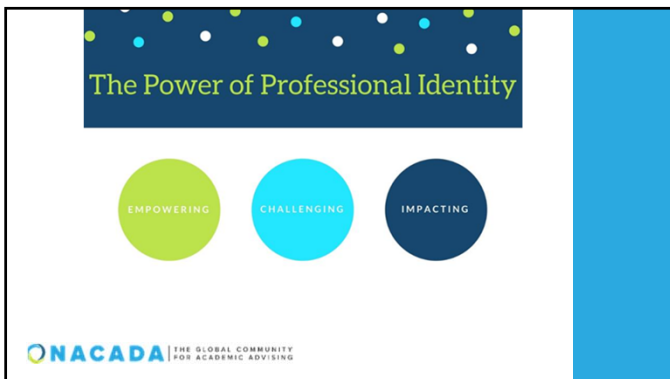 The Power of Professional Identity
EMPOWERING
CHALLENGING
IMPACTING
NACADA
THE GLOBAL COMMUNITY
FOR ACADEMIC ADVISING